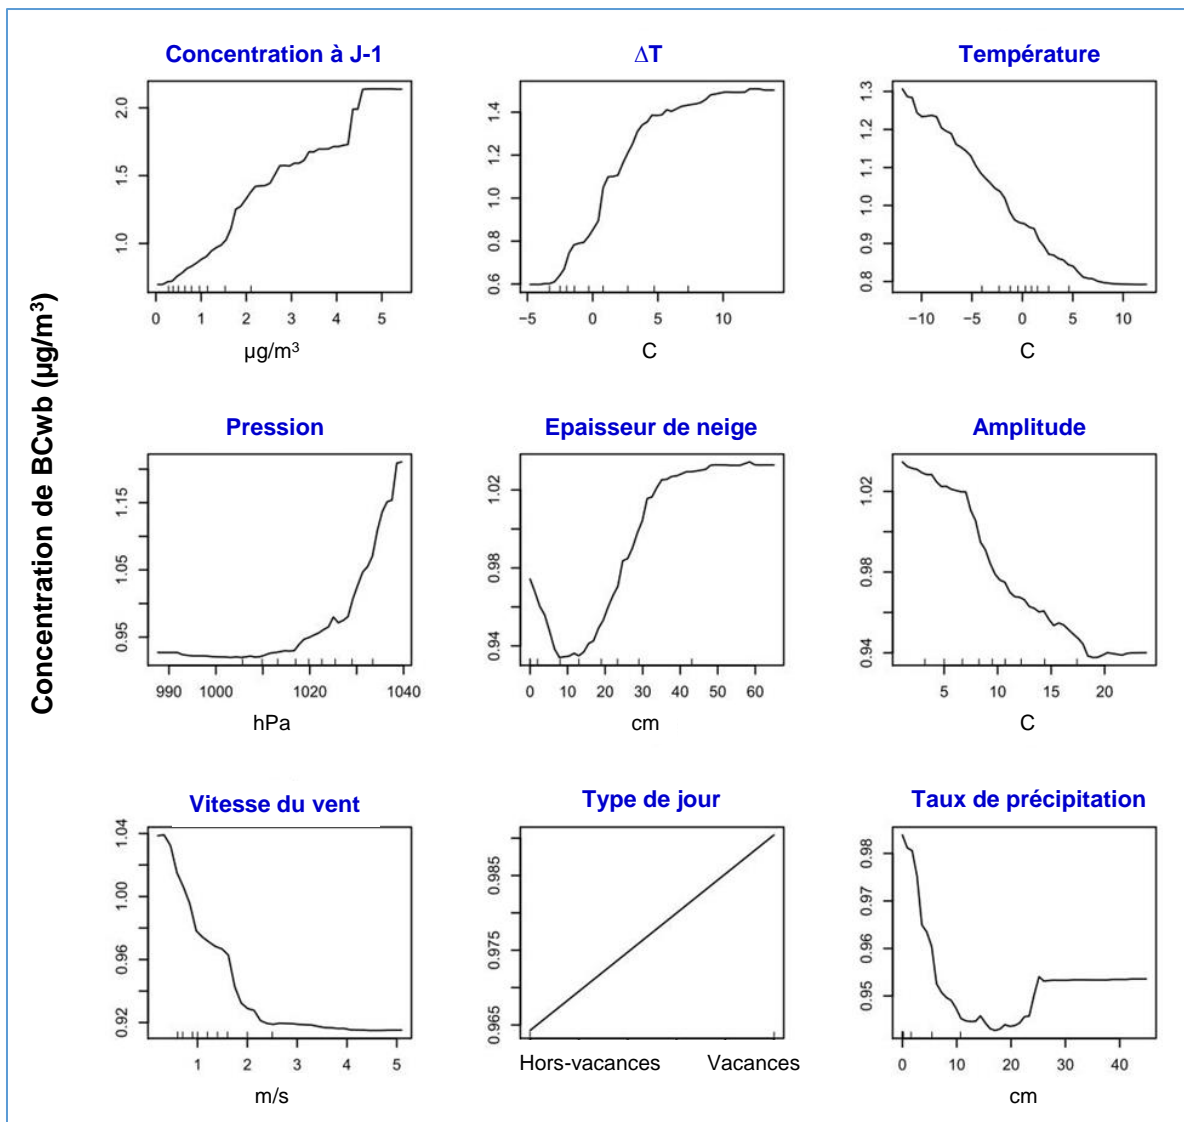 Concentration de BCwb (µg/m³)
Concentration à J-1
1.0 1.5 2.0
0 1 2 3 4 5
µg/m³
ΔT
0.6 0.8 1.0 1.2 1.4
−5 0 5 10
C
Température
0.8 0.9 1.0 1.1 1.2 1.3
−10 −5 0 5 10
C
Pression
0.95 1.05 1.15
990 1000 1020 1040
hPa
Epaisseur de neige
0.94 0.98 1.02
0 10 20 30 40 50 60
cm
Amplitude
0.94 0.98 1.02
5 10 15 20
C
Vitesse du vent
0.92 0.96 1.00 1.04
1 2 3 4 5
m/s
Type de jour
0.965 0.975 0.985
Hors-vacances Vacances
Taux de précipitation
0.95 0.96 0.97 0.98
0 10 20 30 40
cm